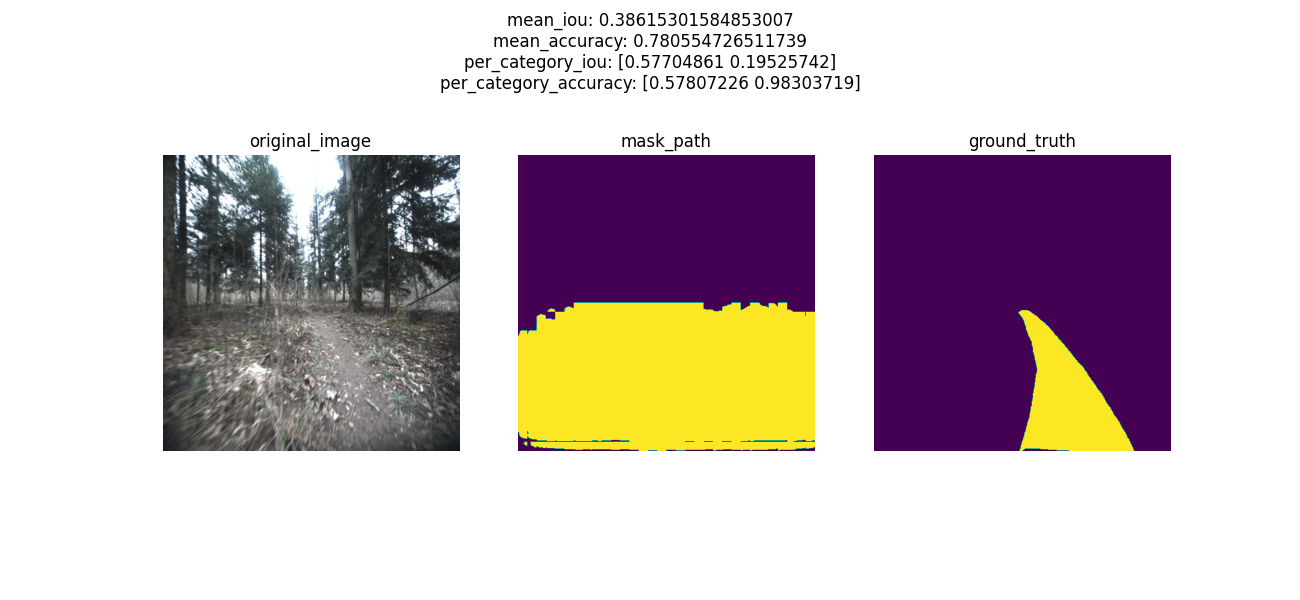 mean_iou: 0.38615301584853007
mean_accuracy: 0.780554726511739
per_category_iou: [0.57704861 0.19525742]
per_category_accuracy: [0.57807226 0.98303719]
original_image
mask_path
ground_truth